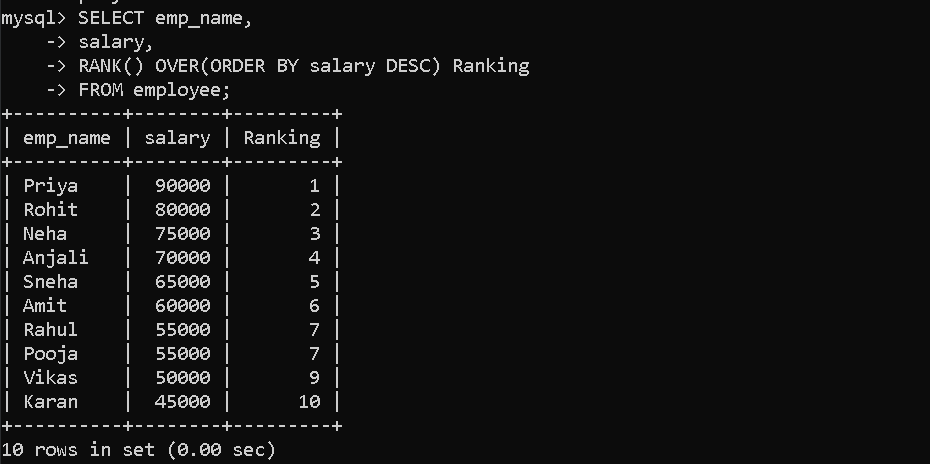 mysql> SELECT emp_name,
    -> salary,
    -> RANK() OVER(ORDER BY salary DESC) Ranking
    -> FROM employee;
+----------+--------+---------+
| emp_name | salary | Ranking |
+----------+--------+---------+
| Priya    |  90000 |       1 |
| Rohit    |  80000 |       2 |
| Neha     |  75000 |       3 |
| Anjali   |  70000 |       4 |
| Sneha    |  65000 |       5 |
| Amit     |  60000 |       6 |
| Rahul    |  55000 |       7 |
| Pooja    |  55000 |       7 |
| Vikas    |  50000 |       9 |
| Karan    |  45000 |      10 |
+----------+--------+---------+
10 rows in set (0.00 sec)